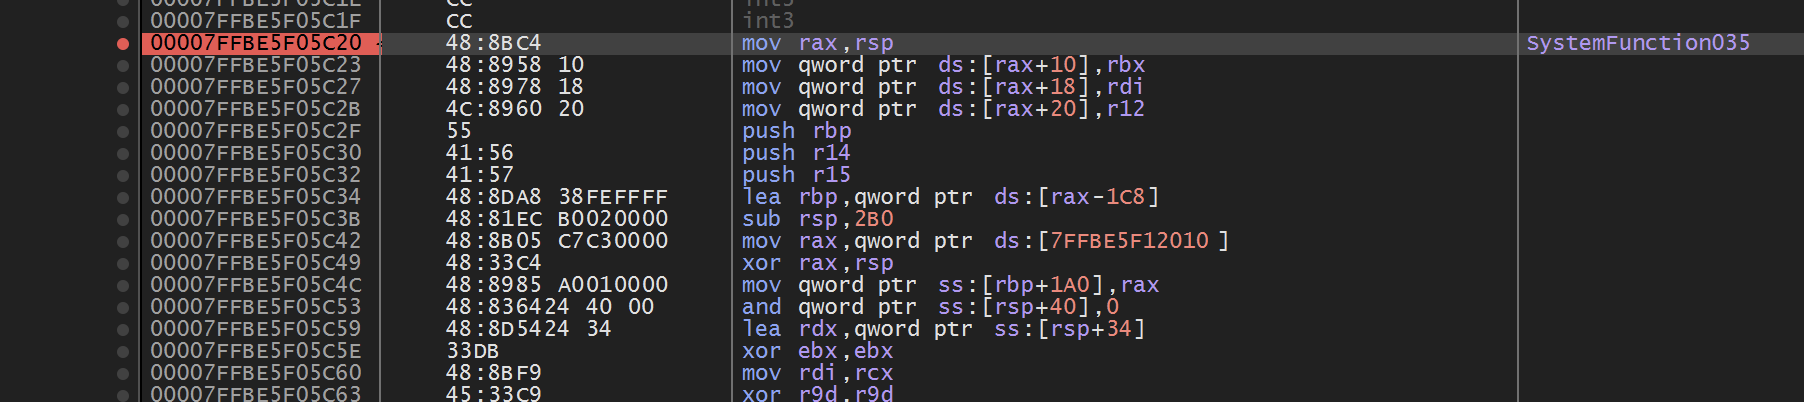 00007FFBE5F05C1E CC int3
00007FFBE5F05C1F CC int3
00007FFBE5F05C20 48:8BC4 mov rax,rsp SystemFunction035
00007FFBE5F05C23 48:8958 10 mov qword ptr ds:[rax+10],rbx
00007FFBE5F05C27 48:8978 18 mov qword ptr ds:[rax+18],rdi
00007FFBE5F05C2B 4C:8960 20 mov qword ptr ds:[rax+20],r12
00007FFBE5F05C2F 55 push rbp
00007FFBE5F05C30 41:56 push r14
00007FFBE5F05C32 41:57 push r15
00007FFBE5F05C34 48:8DA8 38FEFFFF lea rbp,qword ptr ds:[rax-1C8]
00007FFBE5F05C3B 48:81EC B0020000 sub rsp,2B0
00007FFBE5F05C42 48:8B05 C7C30000 mov rax,qword ptr ds:[7FFBE5F12010]
00007FFBE5F05C49 48:33C4 xor rax,rsp
00007FFBE5F05C4C 48:8985 A0010000 mov qword ptr ss:[rbp+1A0],rax
00007FFBE5F05C53 48:836424 40 00 and qword ptr ss:[rsp+40],0
00007FFBE5F05C59 48:8D5424 34 lea rdx,qword ptr ss:[rsp+34]
00007FFBE5F05C5E 33DB xor ebx,ebx
00007FFBE5F05C60 48:8BF9 mov rdi,rcx
00007FFBE5F05C63 45:33C9 xor r9d,r9d